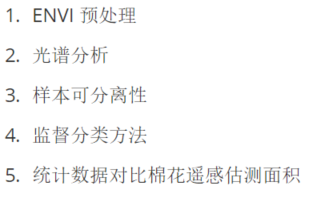 1. ENVI 预处理
2. 光谱分析
3. 样本可分离性
4. 监督分类方法
5. 统计数据对比棉花遥感估测面积